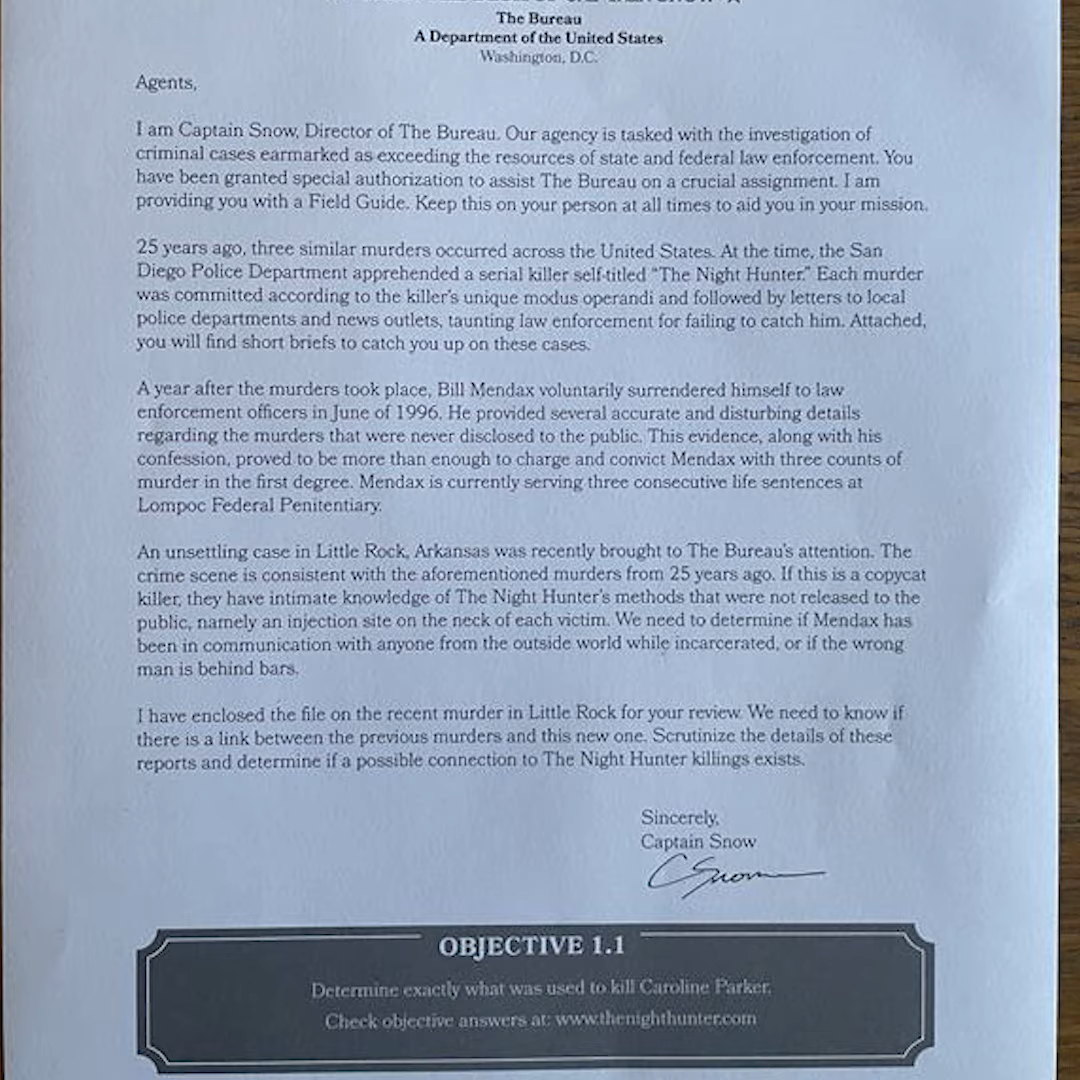 The Bureau
A Department of the United States
Washington, D.C.
Agents,
I am Captain Snow, Director of The Bureau. Our agency is tasked with the investigation of
criminal cases earmarked as exceeding the resources of state and federal law enforcement. You
have been granted special authorization to assist The Bureau on a crucial assignment. I am
providing you with a Field Guide. Keep this on your person at all times to aid you in your mission.
25 years ago, three similar murders occurred across the United States. At the time, the San
Diego Police Department apprehended a serial killer self-titled “The Night Hunter.” Each murder
was committed according to the killer’s unique modus operandi and followed by letters to local
police departments and news outlets, taunting law enforcement for failing to catch him. Attached,
you will find short briefs to catch you up on these cases.
A year after the murders took place, Bill Mendax voluntarily surrendered himself to law
enforcement officers in June of 1996. He provided several accurate and disturbing details
regarding the murders that were never disclosed to the public. This evidence, along with his
confession, proved to be more than enough to charge and convict Mendax with three counts of
murder in the first degree. Mendax is currently serving three consecutive life sentences at
Lompoc Federal Penitentiary.
An unsettling case in Little Rock, Arkansas was recently brought to The Bureau’s attention. The
crime scene is consistent with the aforementioned murders from 25 years ago. If this is a copycat
killer, they have intimate knowledge of The Night Hunter’s methods that were not released to the
public, namely an injection site on the neck of each victim. We need to determine if Mendax has
been in communication with anyone from the outside world while incarcerated, or if the wrong
man is behind bars.
I have enclosed the file on the recent murder in Little Rock for your review. We need to know if
there is a link between the previous murders and this new one. Scrutinize the details of these
reports and determine if a possible connection to The Night Hunter killings exists.
Sincerely,
Captain Snow
C Snow
OBJECTIVE 1.1
Determine exactly what was used to kill Caroline Parker.
Check objective answers at: www.thenighthunter.com